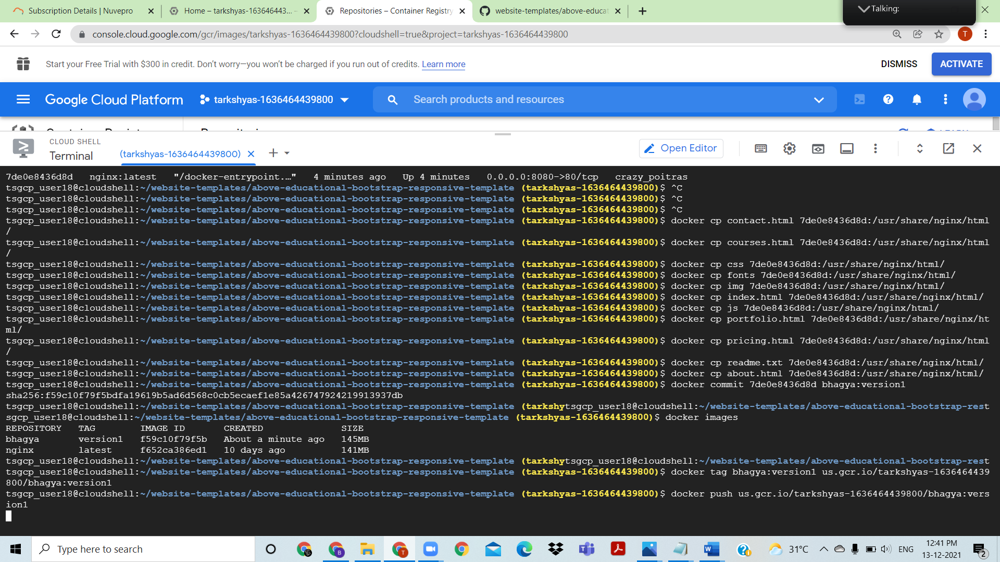 Subscription Details | Nuvepro
Home – tarkshyas-163646443… –
Repositories – Container Registry
website-templates/above-educat
Talking:
console.cloud.google.com/gcr/images/tarkshyas-1636464439800?cloudshell=true&project=tarkshyas-1636464439800
T
Start your Free Trial with $300 in credit. Don't worry—you won't be charged if you run out of credits. Learn more
DISMISS
ACTIVATE
Google Cloud Platform
tarkshyas-1636464439800
Search products and resources
CLOUD SHELL
Terminal
(tarkshyas-1636464439800)
Open Editor
7de0e8436d8d   nginx:latest   "/docker-entrypoint.…"   4 minutes ago   Up 4 minutes   0.0.0.0:8080->80/tcp   crazy_poitras
tsgcp_user18@cloudshell:~/website-templates/above-educational-bootstrap-responsive-template (tarkshyas-1636464439800)$ ^C
tsgcp_user18@cloudshell:~/website-templates/above-educational-bootstrap-responsive-template (tarkshyas-1636464439800)$ ^C
tsgcp_user18@cloudshell:~/website-templates/above-educational-bootstrap-responsive-template (tarkshyas-1636464439800)$ ^C
tsgcp_user18@cloudshell:~/website-templates/above-educational-bootstrap-responsive-template (tarkshyas-1636464439800)$ docker cp contact.html 7de0e8436d8d:/usr/share/nginx/html
/
tsgcp_user18@cloudshell:~/website-templates/above-educational-bootstrap-responsive-template (tarkshyas-1636464439800)$ docker cp courses.html 7de0e8436d8d:/usr/share/nginx/html
/
tsgcp_user18@cloudshell:~/website-templates/above-educational-bootstrap-responsive-template (tarkshyas-1636464439800)$ docker cp css 7de0e8436d8d:/usr/share/nginx/html/
tsgcp_user18@cloudshell:~/website-templates/above-educational-bootstrap-responsive-template (tarkshyas-1636464439800)$ docker cp fonts 7de0e8436d8d:/usr/share/nginx/html/
tsgcp_user18@cloudshell:~/website-templates/above-educational-bootstrap-responsive-template (tarkshyas-1636464439800)$ docker cp img 7de0e8436d8d:/usr/share/nginx/html/
tsgcp_user18@cloudshell:~/website-templates/above-educational-bootstrap-responsive-template (tarkshyas-1636464439800)$ docker cp index.html 7de0e8436d8d:/usr/share/nginx/html/
tsgcp_user18@cloudshell:~/website-templates/above-educational-bootstrap-responsive-template (tarkshyas-1636464439800)$ docker cp js 7de0e8436d8d:/usr/share/nginx/html/
tsgcp_user18@cloudshell:~/website-templates/above-educational-bootstrap-responsive-template (tarkshyas-1636464439800)$ docker cp portfolio.html 7de0e8436d8d:/usr/share/nginx/ht
ml/
tsgcp_user18@cloudshell:~/website-templates/above-educational-bootstrap-responsive-template (tarkshyas-1636464439800)$ docker cp pricing.html 7de0e8436d8d:/usr/share/nginx/html
/
tsgcp_user18@cloudshell:~/website-templates/above-educational-bootstrap-responsive-template (tarkshyas-1636464439800)$ docker cp readme.txt 7de0e8436d8d:/usr/share/nginx/html/
tsgcp_user18@cloudshell:~/website-templates/above-educational-bootstrap-responsive-template (tarkshyas-1636464439800)$ docker cp about.html 7de0e8436d8d:/usr/share/nginx/html/
tsgcp_user18@cloudshell:~/website-templates/above-educational-bootstrap-responsive-template (tarkshyas-1636464439800)$ docker commit 7de0e8436d8d bhagya:version1
sha256:f59c10f79f5bdfa19619b5ad6d568c0cb5ecaef1e85a426747924219913937db
tsgcp_user18@cloudshell:~/website-templates/above-educational-bootstrap-responsive-template (tarkshytsgcp_user18@cloudshell:~/website-templates/above-educational-bootstrap-rest
sgcp_user18@cloudshell:~/website-templates/above-educational-bootstrap-responsive-template (tarkshyas-1636464439800)$ docker images
REPOSITORY   TAG        IMAGE ID       CREATED              SIZE
bhagya       version1   f59c10f79f5b   About a minute ago   145MB
nginx        latest     f652ca386ed1   10 days ago          141MB
tsgcp_user18@cloudshell:~/website-templates/above-educational-bootstrap-responsive-template (tarkshytsgcp_user18@cloudshell:~/website-templates/above-educational-bootstrap-rest
tsgcp_user18@cloudshell:~/website-templates/above-educational-bootstrap-responsive-template (tarkshyas-1636464439800)$ docker tag bhagya:version1 us.gcr.io/tarkshyas-1636464439
800/bhagya:version1
tsgcp_user18@cloudshell:~/website-templates/above-educational-bootstrap-responsive-template (tarkshyas-1636464439800)$ docker push us.gcr.io/tarkshyas-1636464439800/bhagya:vers
ion1
Type here to search
31°C
ENG
12:41 PM
13-12-2021
2